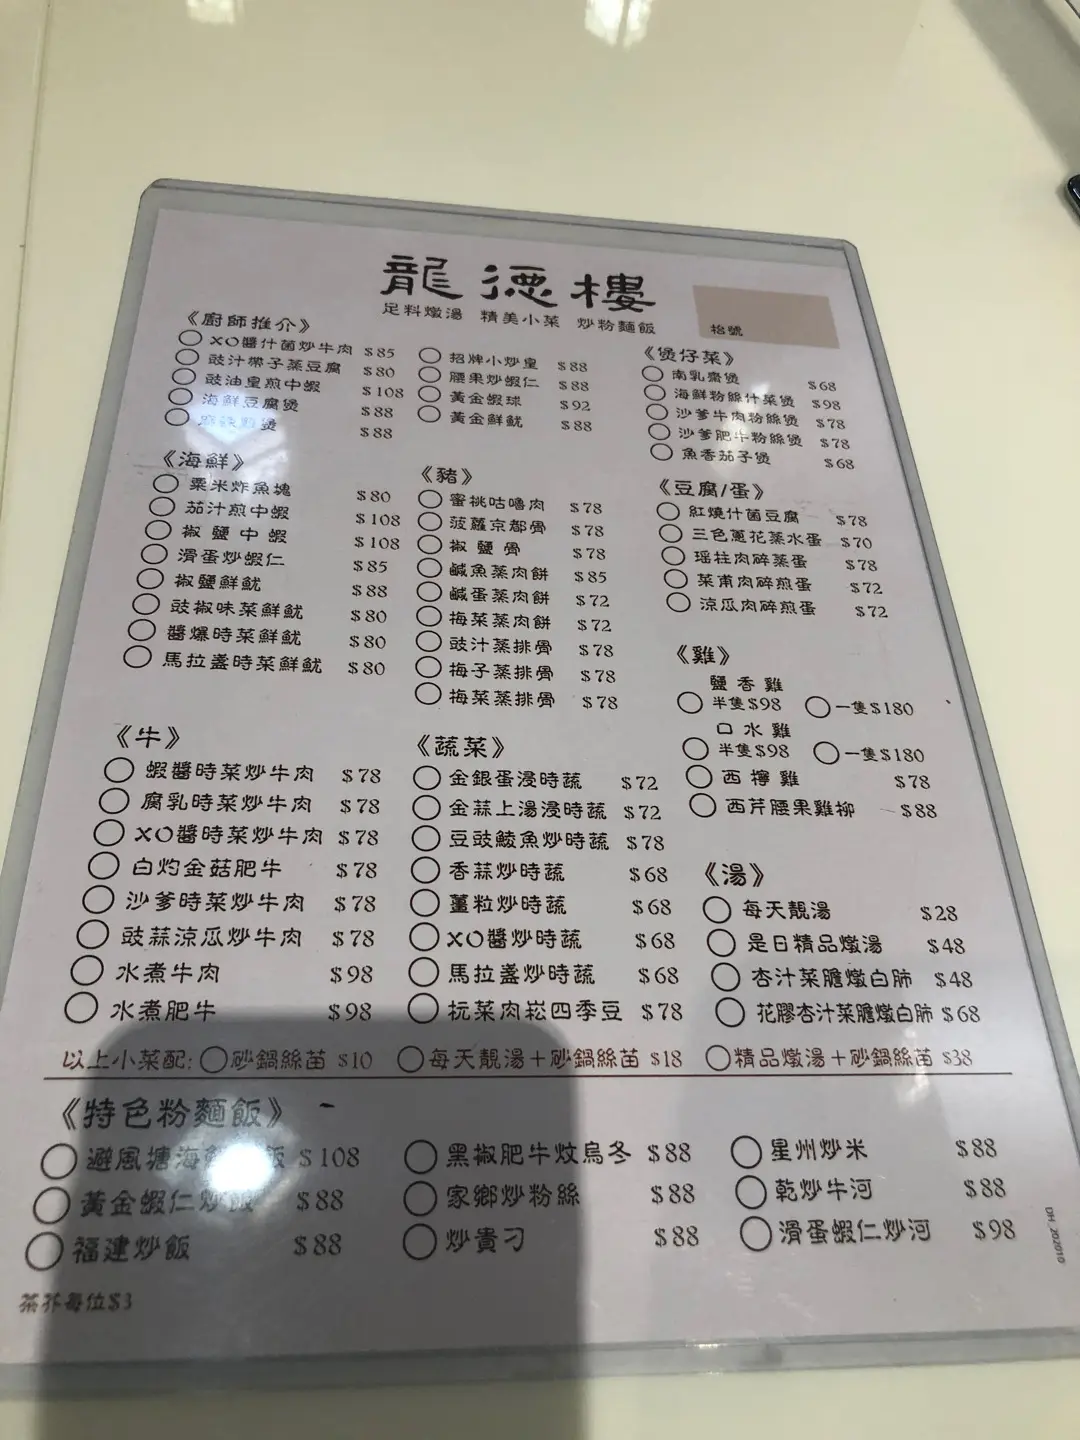 龍德樓
足料燉湯 精美小菜 炒粉麵飯
枱號
《廚師推介》
XO醬什菌炒牛肉 $85
豉汁帶子蒸豆腐 $80
豉油皇煎中蝦 $108
海鮮豆腐煲 $88
煲 $88
招牌小炒皇 $88
腰果炒蝦仁 $88
黃金蝦球 $92
黃金鮮魷 $88
《煲仔菜》
南乳齋煲 $68
海鮮粉絲什菜煲 $98
沙爹牛肉粉絲煲 $78
沙爹肥牛粉絲煲 $78
魚香茄子煲 $68
《海鮮》
粟米炸魚塊 $80
茄汁煎中蝦 $108
椒鹽中蝦 $108
滑蛋炒蝦仁 $85
椒鹽鮮魷 $88
豉椒味菜鮮魷 $80
醬爆時菜鮮魷 $80
馬拉盞時菜鮮魷 $80
《豬》
蜜桃咕嚕肉 $78
菠蘿京都骨 $78
椒鹽骨 $78
鹹魚蒸肉餅 $85
鹹蛋蒸肉餅 $72
梅菜蒸肉餅 $72
豉汁蒸排骨 $78
梅子蒸排骨 $78
梅菜蒸排骨 $78
《豆腐/蛋》
紅燒什菌豆腐 $78
三色蔥花蒸水蛋 $70
瑶柱肉碎蒸蛋 $78
菜甫肉碎煎蛋 $72
涼瓜肉碎煎蛋 $72
《雞》
鹽香雞
半隻$98 一隻$180
口水雞
半隻$98 一隻$180
西檸雞 $78
西芹腰果雞柳 $88
《牛》
蝦醬時菜炒牛肉 $78
腐乳時菜炒牛肉 $78
XO醬時菜炒牛肉 $78
白灼金菇肥牛 $78
沙爹時菜炒牛肉 $78
豉蒜涼瓜炒牛肉 $78
水煮牛肉 $98
水煮肥牛 $98
《蔬菜》
金銀蛋浸時蔬 $72
金蒜上湯浸時蔬 $72
豆豉鯪魚炒時蔬 $78
香蒜炒時蔬 $68
薑粒炒時蔬 $68
XO醬炒時蔬 $68
馬拉盞炒時蔬 $68
杬菜肉崧四季豆 $78
《湯》
每天靚湯 $28
是日精品燉湯 $48
杏汁菜膽燉白肺 $48
花膠杏汁菜膽燉白肺 $68
以上小菜配: 砂鍋絲苗 $10 每天靚湯+砂鍋絲苗 $18 精品燉湯+砂鍋絲苗 $38
《特色粉麵飯》
避風塘海鮮炒飯 $108
黃金蝦仁炒飯 $88
福建炒飯 $88
黑椒肥牛炆烏冬 $88
家鄉炒粉絲 $88
炒貴刁 $88
星州炒米 $88
乾炒牛河 $88
滑蛋蝦仁炒河 $98
茶芥每位$3
DH_202010